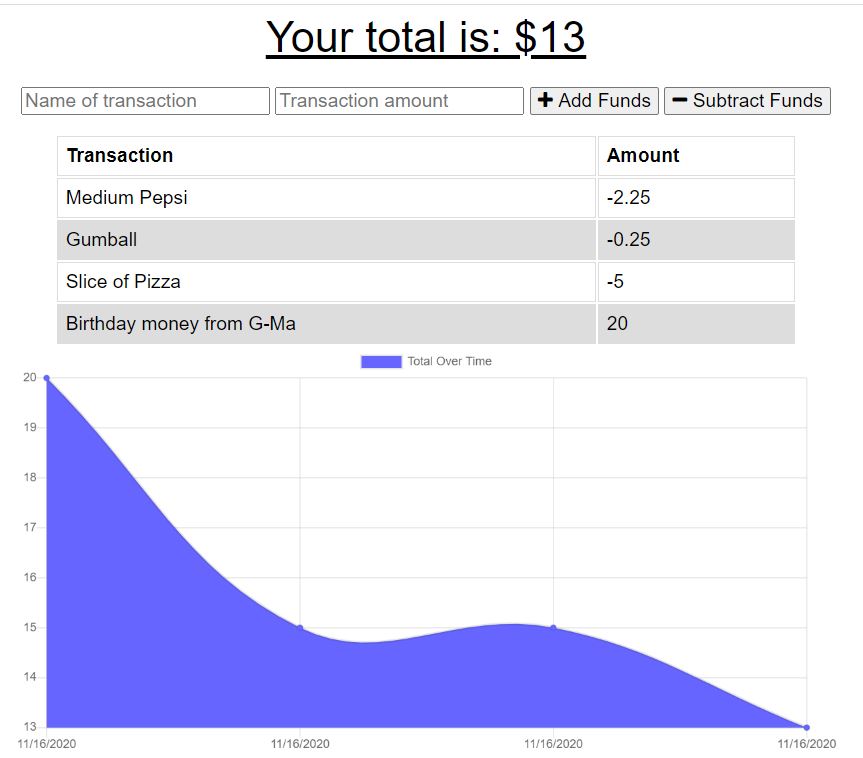 Your total is: $13
Name of transaction Transaction amount + Add Funds − Subtract Funds
Transaction Amount
Medium Pepsi -2.25
Gumball -0.25
Slice of Pizza -5
Birthday money from G-Ma 20
Total Over Time
20
19
18
17
16
15
14
13
11/16/2020 11/16/2020 11/16/2020 11/16/2020